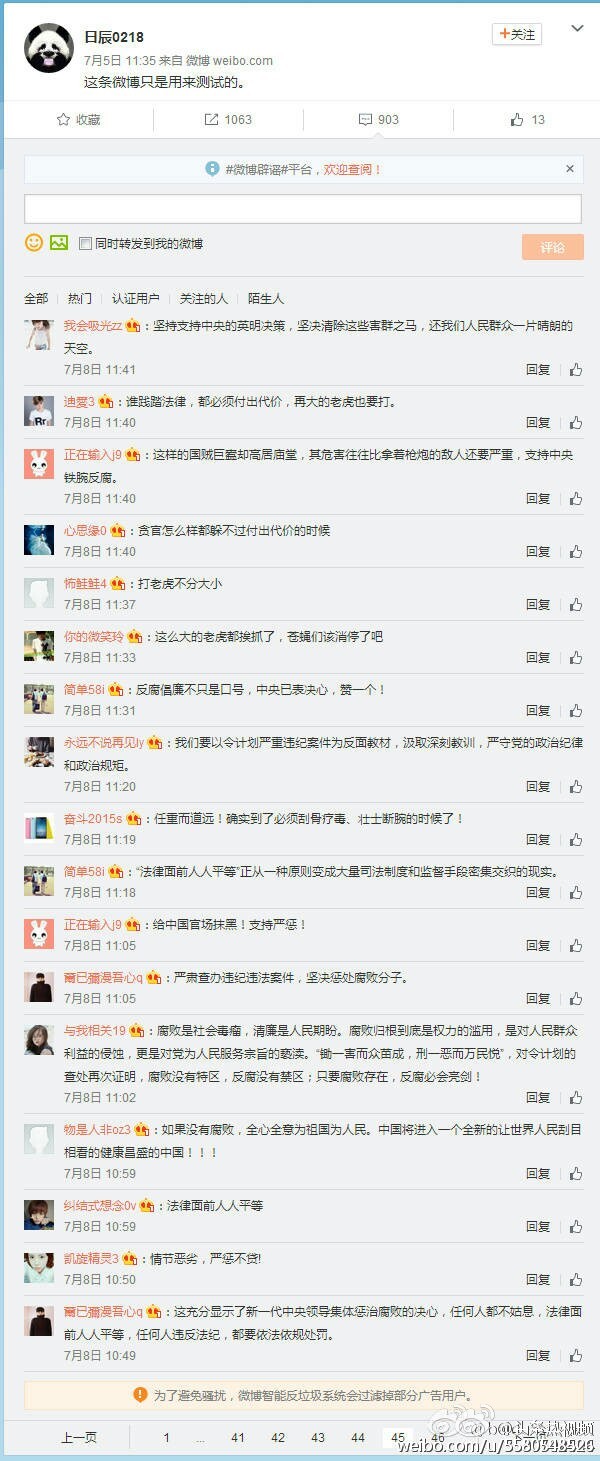 日辰0218
+关注
7月5日 11:35 来自 微博 weibo.com
这条微博只是用来测试的。
收藏
1063
903
13
#微博辟谣#平台，欢迎查阅！
×
同时转发到我的微博
评论
全部 热门 认证用户 关注的人 陌生人
我会吸光zz：坚持支持中央的英明决策，坚决清除这些害群之马，还我们人民群众一片晴朗的
天空。
7月8日 11:41 回复
迪愛3：谁践踏法律，都必须付出代价，再大的老虎也要打。
7月8日 11:40 回复
正在输入j9：这样的国贼巨蠹却高居庙堂，其危害往往比拿着枪炮的敌人还要严重，支持中央
铁腕反腐。
7月8日 11:40 回复
心思缘0：贪官怎么样都躲不过付出代价的时候
7月8日 11:40 回复
怖鲑鲑4：打老虎不分大小
7月8日 11:37 回复
你的微笑玲：这么大的老虎都挨抓了，苍蝇们该消停了吧
7月8日 11:33 回复
简单58i：反腐倡廉不只是口号，中央已表决心，赞一个！
7月8日 11:31 回复
永远不说再见ly：我们要以令计划严重违纪案件为反面教材，汲取深刻教训，严守党的政治纪律
和政治规矩。
7月8日 11:20 回复
奋斗2015s：任重而道远！确实到了必须刮骨疗毒、壮士断腕的时候了！
7月8日 11:19 回复
简单58i：“法律面前人人平等”正从一种原则变成大量司法制度和监督手段密集交织的现实。
7月8日 11:18 回复
正在输入j9：给中国官场抹黑！支持严惩！
7月8日 11:05 回复
爾已彌漫吾心q：严肃查办违纪违法案件，坚决惩处腐败分子。
7月8日 11:05 回复
与我相关19：腐败是社会毒瘤，清廉是人民期盼。腐败归根到底是权力的滥用，是对人民群众
利益的侵蚀，更是对党为人民服务宗旨的亵渎。“锄一害而众苗成，刑一恶而万民悦”，对令计划的
查处再次证明，腐败没有特区，反腐没有禁区；只要腐败存在，反腐必会亮剑！
7月8日 11:02 回复
物是人非oz3：如果没有腐败，全心全意为祖国为人民。中国将进入一个全新的让世界人民刮目
相看的健康昌盛的中国！！！
7月8日 10:59 回复
纠结式想念0v：法律面前人人平等
7月8日 10:59 回复
凯旋精灵3：情节恶劣，严惩不贷!
7月8日 10:50 回复
爾已彌漫吾心q：这充分显示了新一代中央领导集体惩治腐败的决心，任何人都不姑息，法律面
前人人平等，任何人违反法纪，都要依法依规处罚。
7月8日 10:49 回复
为了避免骚扰，微博智能反垃圾系统会过滤掉部分广告用户。
上一页 1 ... 41 42 43 44 45 46
weibo.com/u/5580348526